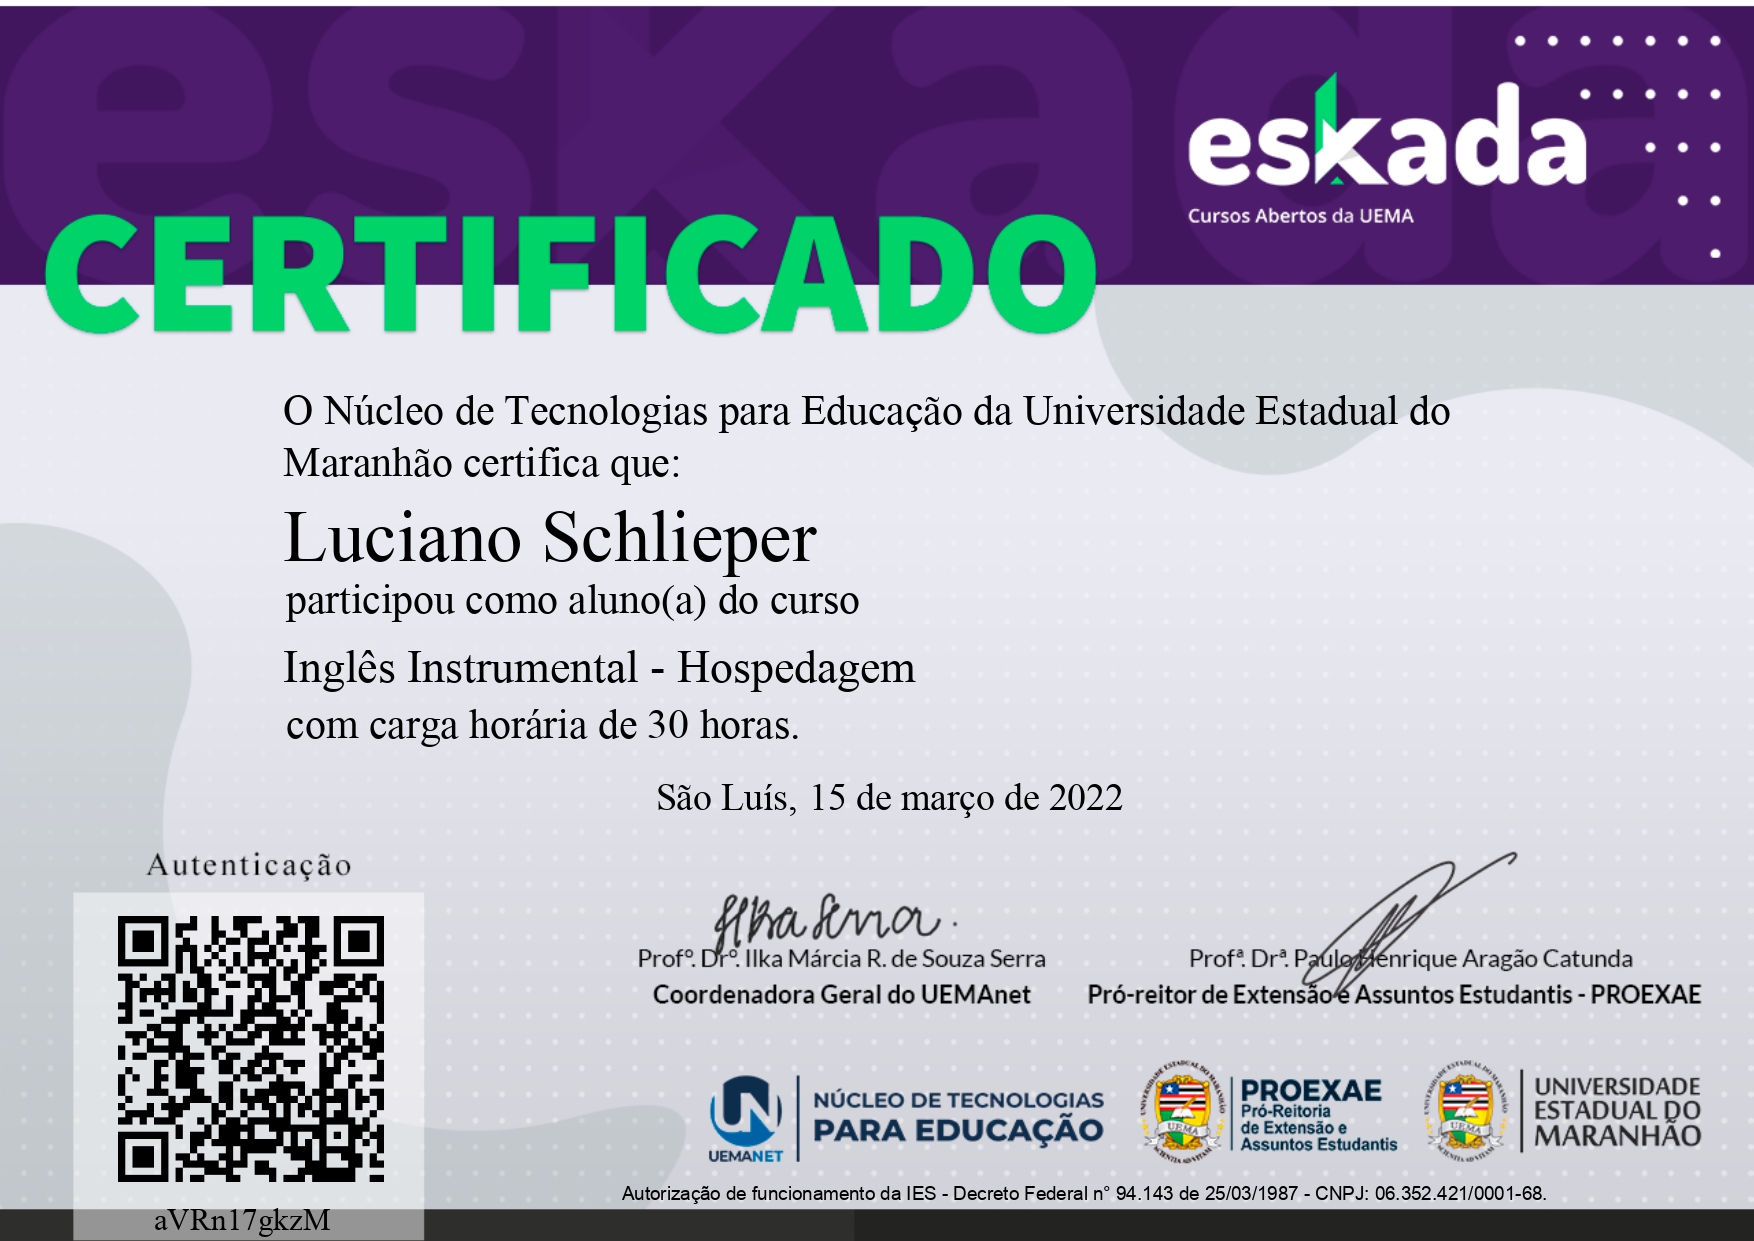 eskada
Cursos Abertos da UEMA
CERTIFICADO
O Núcleo de Tecnologias para Educação da Universidade Estadual do
Maranhão certifica que:
Luciano Schlieper
participou como aluno(a) do curso
Inglês Instrumental - Hospedagem
com carga horária de 30 horas.
São Luís, 15 de março de 2022
Autenticação
aVRn17gkzM
Ilka Serra.
Profº. Drº. Ilka Márcia R. de Souza Serra
Coordenadora Geral do UEMAnet
Profª. Drª. Paulo Henrique Aragão Catunda
Pró-reitor de Extensão e Assuntos Estudantis - PROEXAE
UEMANET
NÚCLEO DE TECNOLOGIAS
PARA EDUCAÇÃO
UEMA
PROEXAE
Pró-Reitoria
de Extensão e
Assuntos Estudantis
UEMA
UNIVERSIDADE
ESTADUAL DO
MARANHÃO
Autorização de funcionamento da IES - Decreto Federal n° 94.143 de 25/03/1987 - CNPJ: 06.352.421/0001-68.